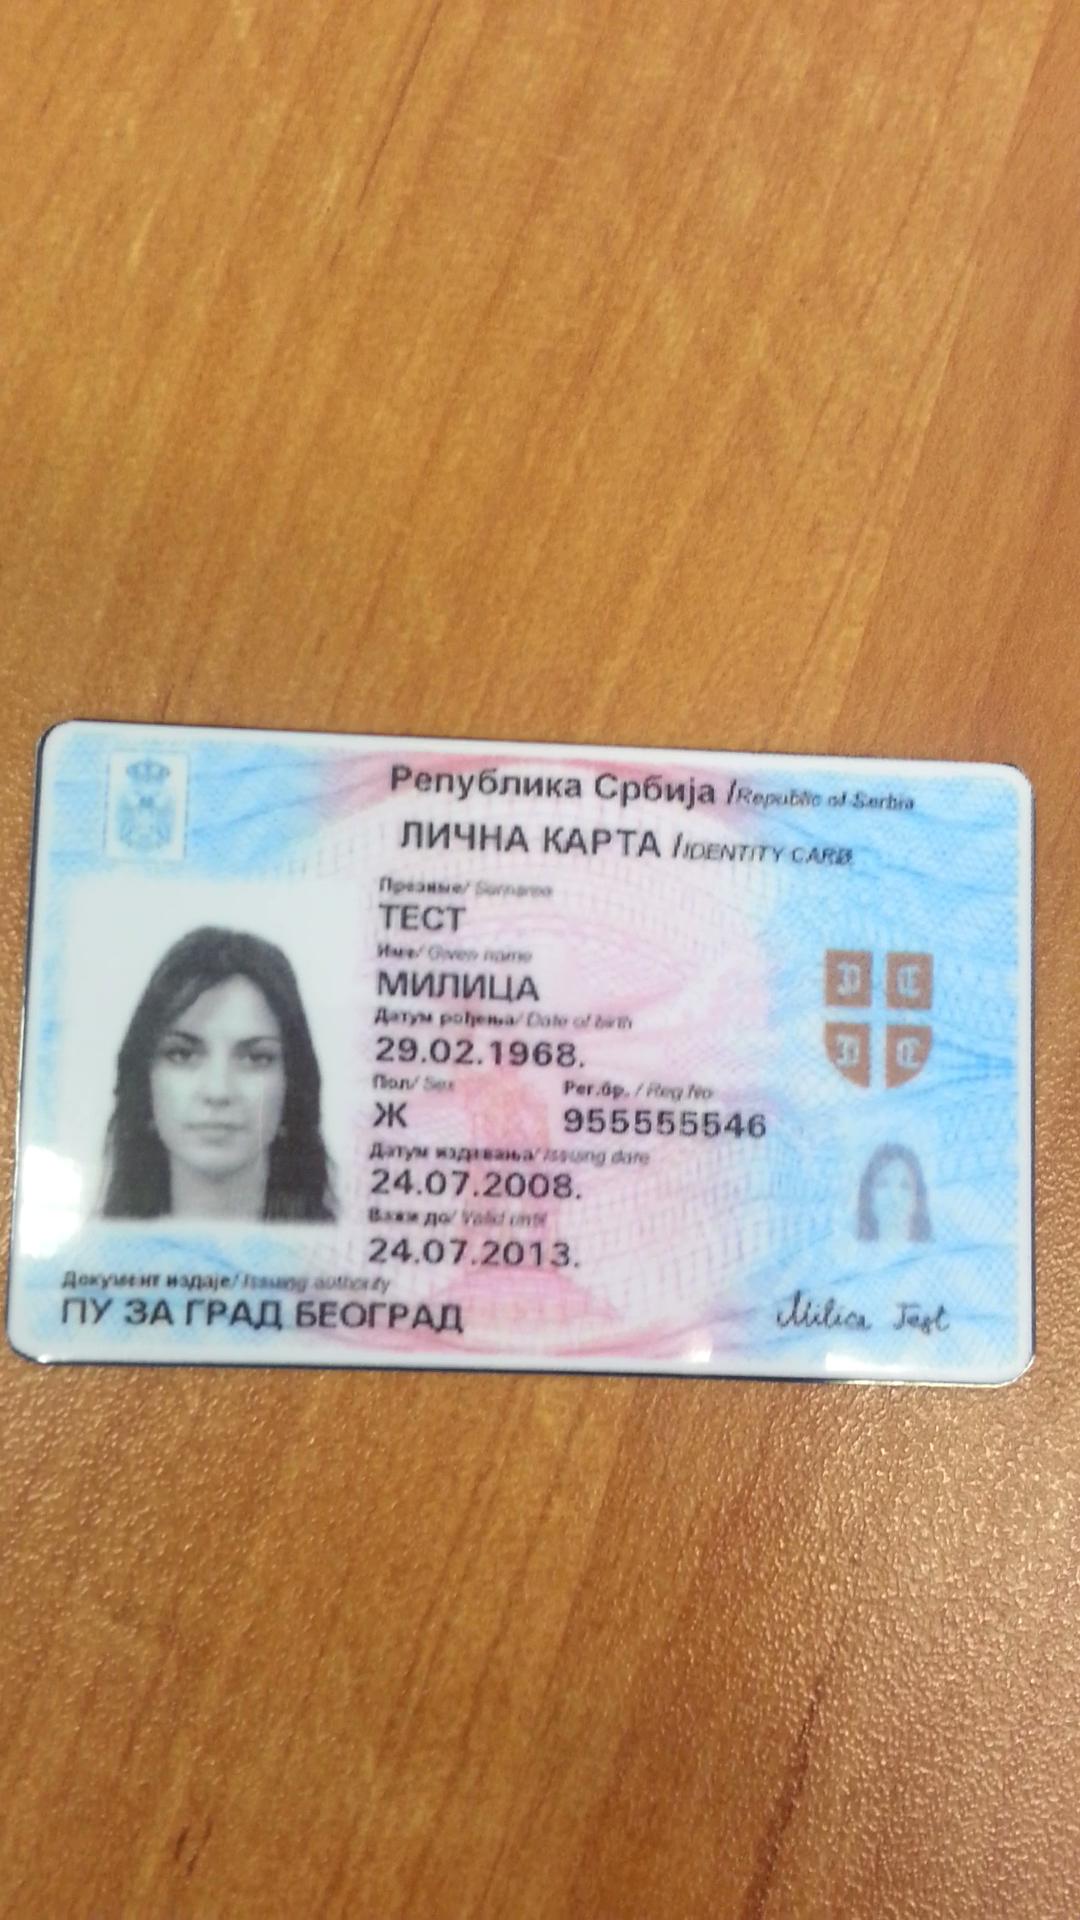 Република Србија /Republic of Serbia
ЛИЧНА КАРТА /IDENTITY CARD
Презиме/ Surname
ТЕСТ
Име/ Given name
МИЛИЦА
Датум рођења/ Date of birth
29.02.1968.
Пол/ Sex Рег.бр. / Reg.No
Ж 955555546
Датум издавања/ Issuing date
24.07.2008.
Важи до/ Valid until
24.07.2013.
Документ издаје/ Issuing authority
ПУ ЗА ГРАД БЕОГРАД
Milica Test